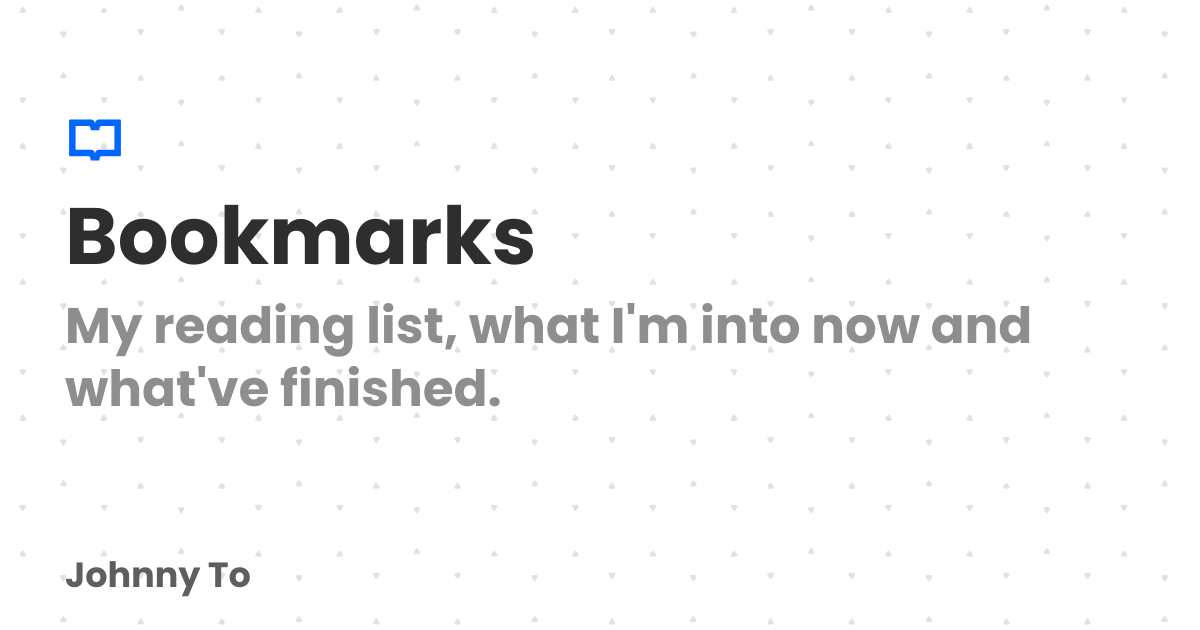 Bookmarks
My reading list, what I'm into now and
what've finished.
Johnny To